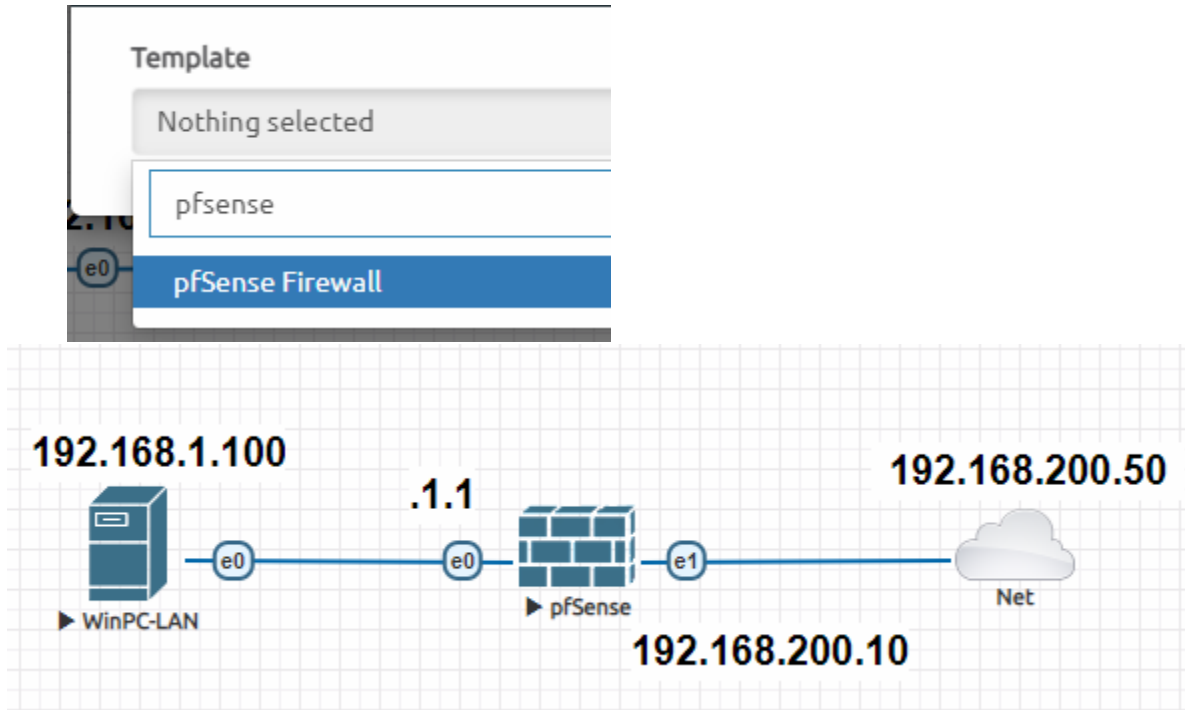 Template
Nothing selected
pfsense
e0
pfSense Firewall
192.168.1.100
.1.1
192.168.200.50
e0
e0
e1
WinPC-LAN
pfSense
Net
192.168.200.10